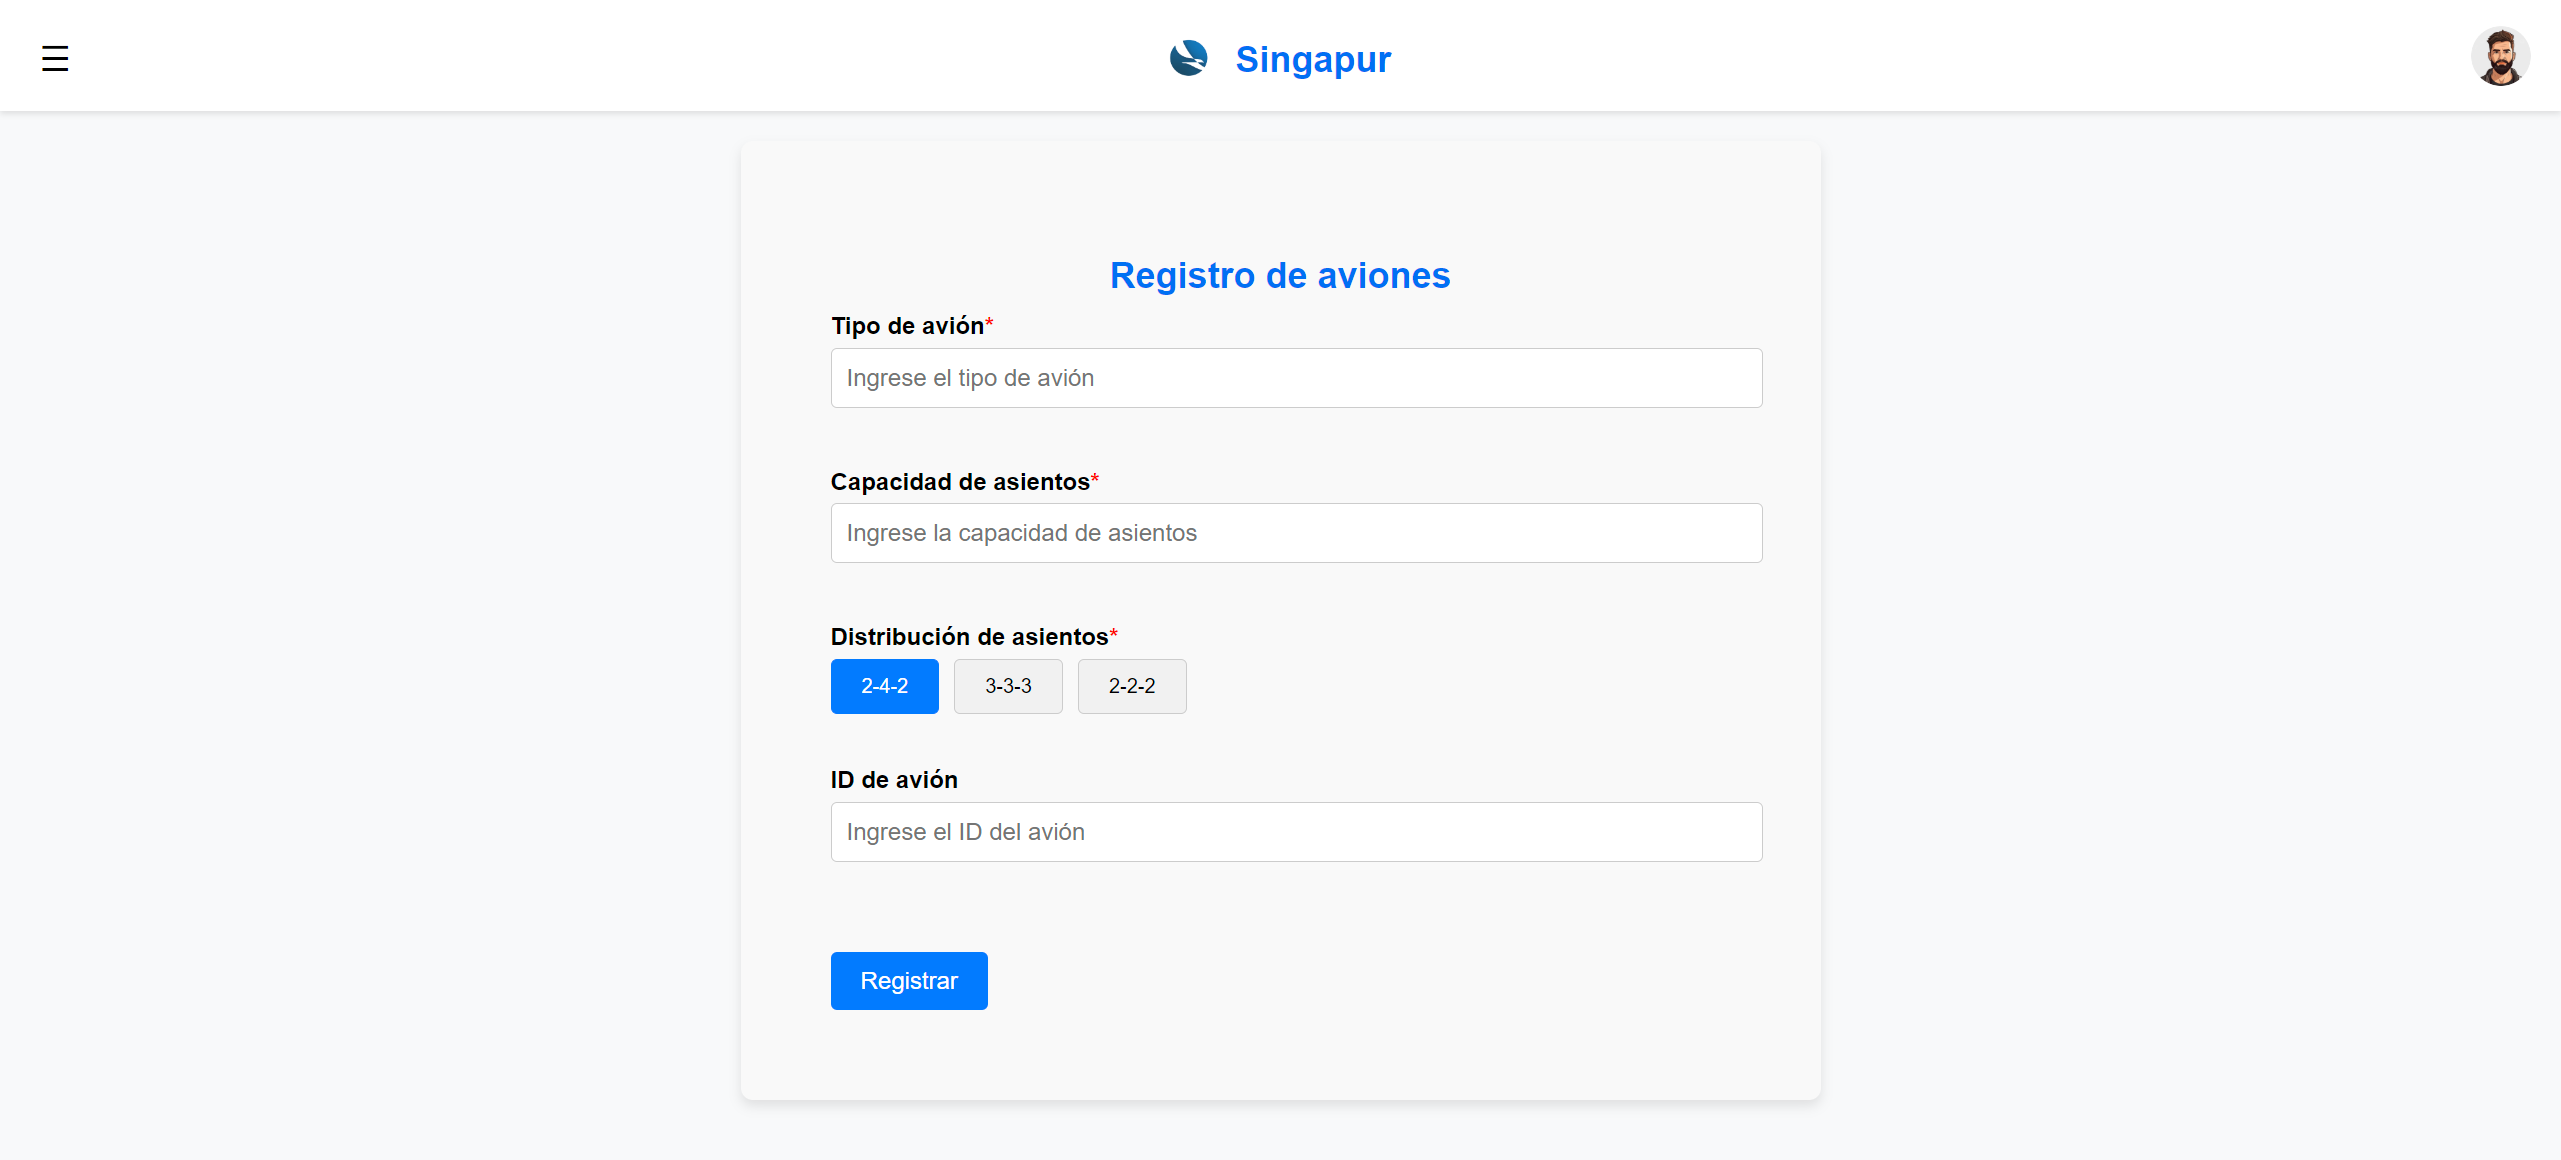 Singapur
Registro de aviones
Tipo de avión*
Ingrese el tipo de avión
Capacidad de asientos*
Ingrese la capacidad de asientos
Distribución de asientos*
2-4-2 3-3-3 2-2-2
ID de avión
Ingrese el ID del avión
Registrar